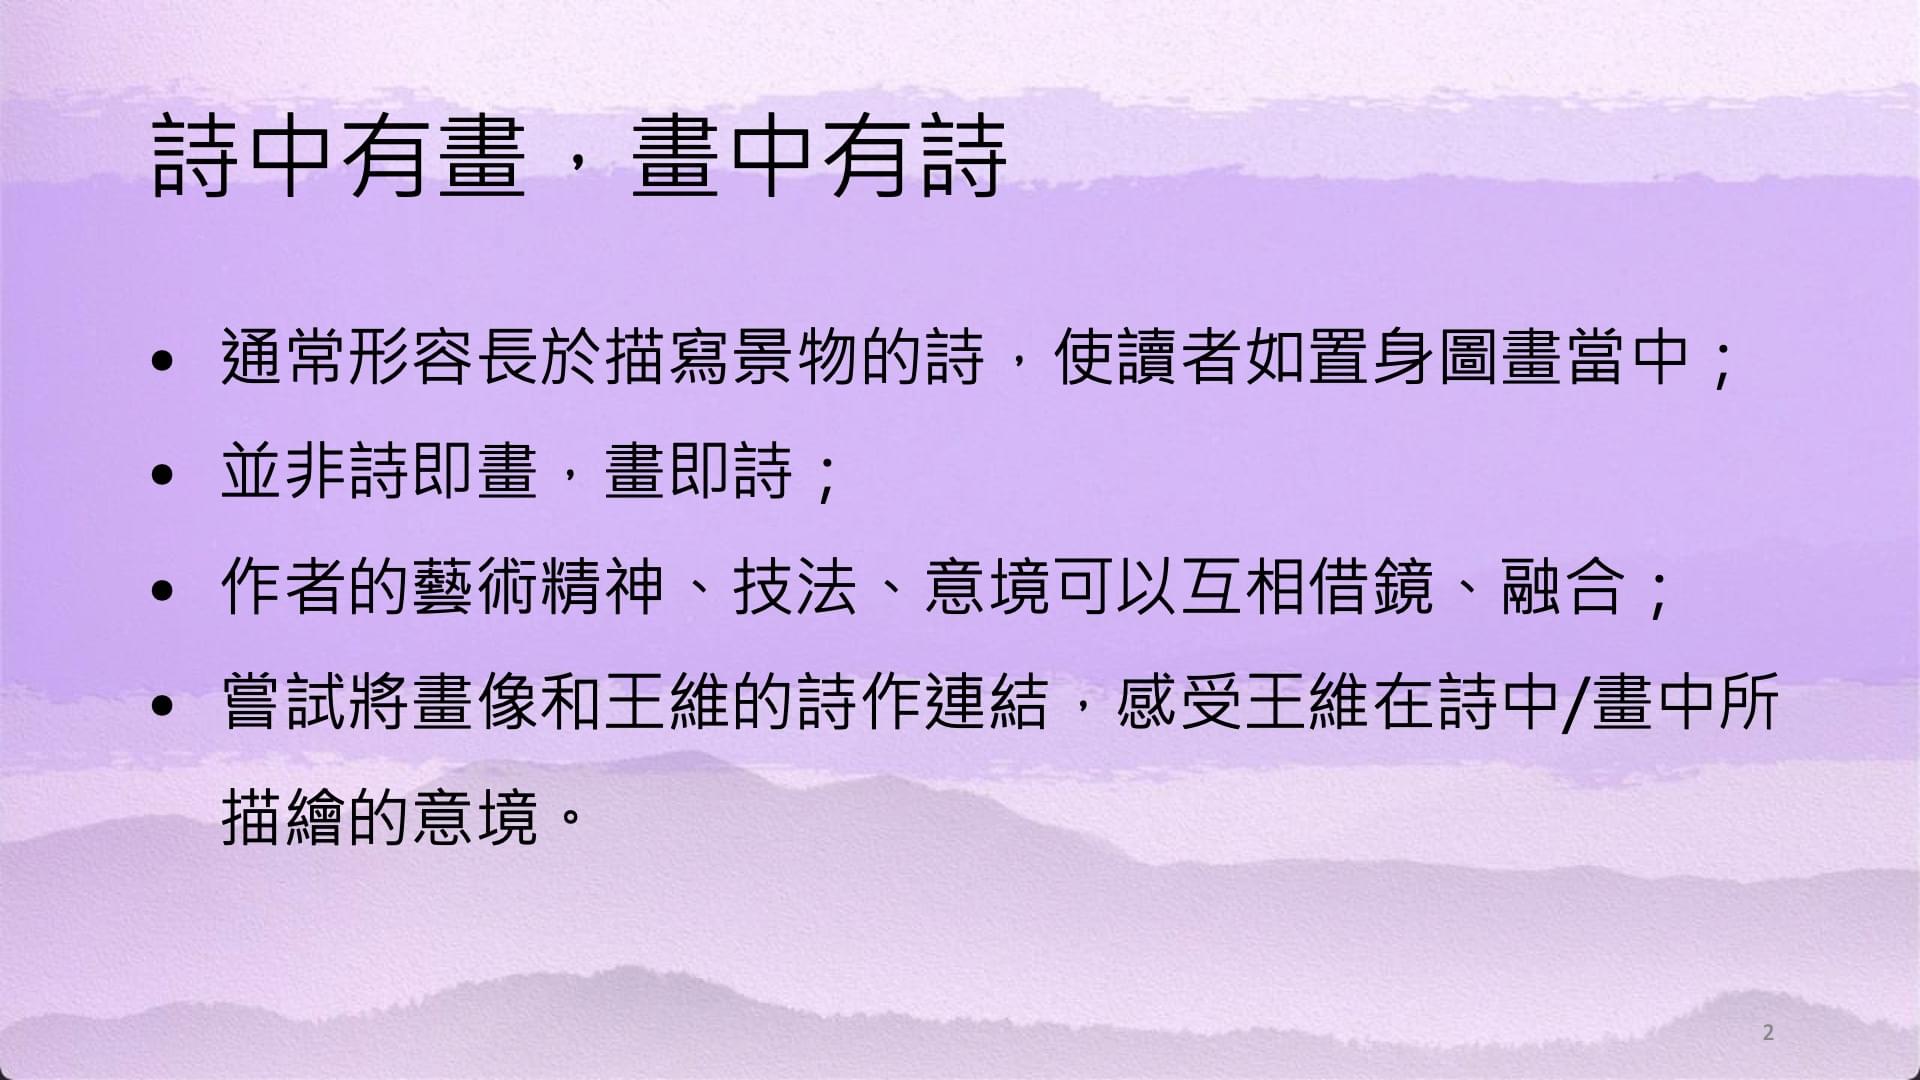 詩中有畫，畫中有詩
• 通常形容長於描寫景物的詩，使讀者如置身圖畫當中；
• 並非詩即畫，畫即詩；
• 作者的藝術精神、技法、意境可以互相借鏡、融合；
• 嘗試將畫像和王維的詩作連結，感受王維在詩中/畫中所
描繪的意境。
2